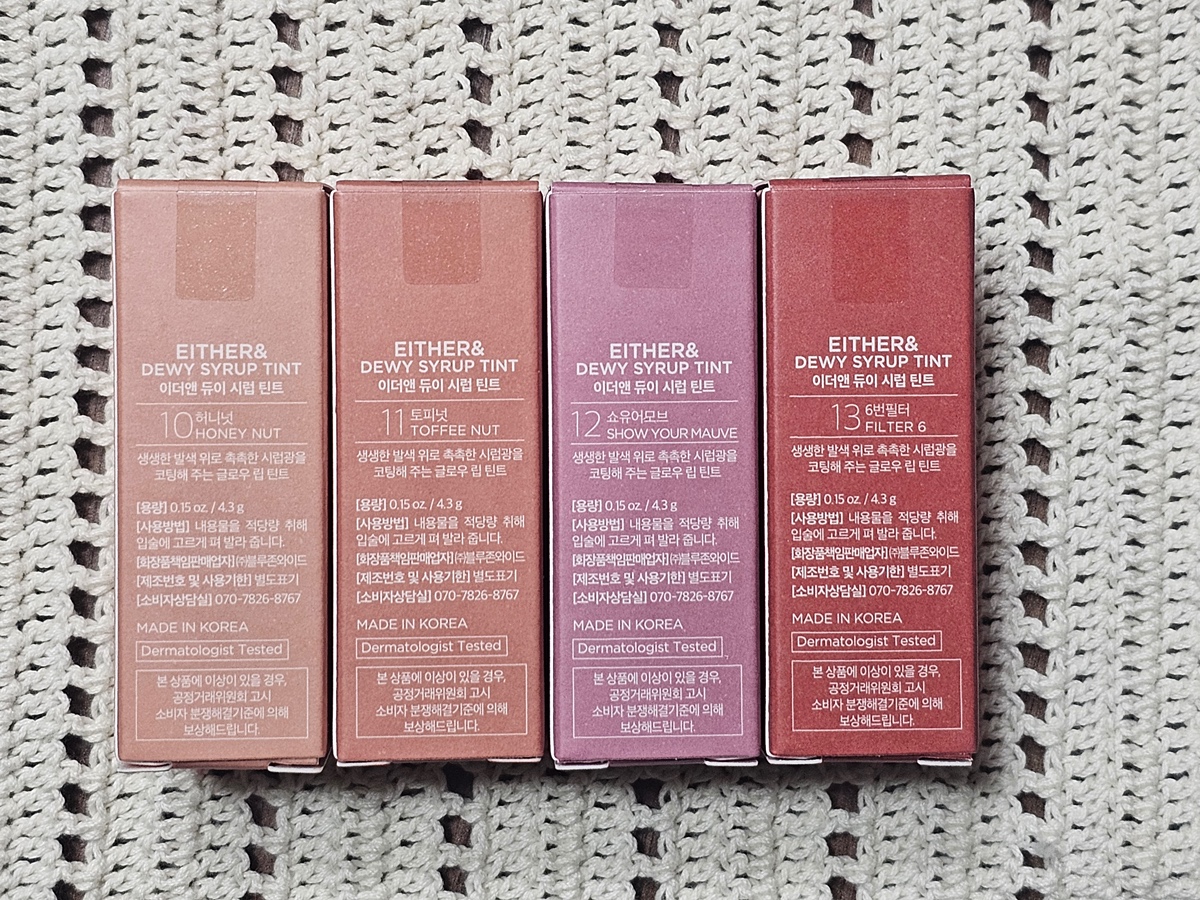 EITHER&
DEWY SYRUP TINT
이더앤 듀이 시럽 틴트
10 허니넛
HONEY NUT
생생한 발색 위로 촉촉한 시럽광을
코팅해 주는 글로우 립 틴트
[용량] 0.15 oz. / 4.3 g
[사용방법] 내용물을 적당량 취해
입술에 고르게 펴 발라 줍니다.
[화장품책임판매업자] ㈜블루존와이드
[제조번호 및 사용기한] 별도표기
[소비자상담실] 070-7826-8767
MADE IN KOREA
Dermatologist Tested
본 상품에 이상이 있을 경우,
공정거래위원회 고시
소비자 분쟁해결기준에 의해
보상해드립니다.
EITHER&
DEWY SYRUP TINT
이더앤 듀이 시럽 틴트
11 토피넛
TOFFEE NUT
생생한 발색 위로 촉촉한 시럽광을
코팅해 주는 글로우 립 틴트
[용량] 0.15 oz. / 4.3 g
[사용방법] 내용물을 적당량 취해
입술에 고르게 펴 발라 줍니다.
[화장품책임판매업자] ㈜블루존와이드
[제조번호 및 사용기한] 별도표기
[소비자상담실] 070-7826-8767
MADE IN KOREA
Dermatologist Tested
본 상품에 이상이 있을 경우,
공정거래위원회 고시
소비자 분쟁해결기준에 의해
보상해드립니다.
EITHER&
DEWY SYRUP TINT
이더앤 듀이 시럽 틴트
12 쇼유어모브
SHOW YOUR MAUVE
생생한 발색 위로 촉촉한 시럽광을
코팅해 주는 글로우 립 틴트
[용량] 0.15 oz. / 4.3 g
[사용방법] 내용물을 적당량 취해
입술에 고르게 펴 발라 줍니다.
[화장품책임판매업자] ㈜블루존와이드
[제조번호 및 사용기한] 별도표기
[소비자상담실] 070-7826-8767
MADE IN KOREA
Dermatologist Tested
본 상품에 이상이 있을 경우,
공정거래위원회 고시
소비자 분쟁해결기준에 의해
보상해드립니다.
EITHER&
DEWY SYRUP TINT
이더앤 듀이 시럽 틴트
13 6번필터
FILTER 6
생생한 발색 위로 촉촉한 시럽광을
코팅해 주는 글로우 립 틴트
[용량] 0.15 oz. / 4.3 g
[사용방법] 내용물을 적당량 취해
입술에 고르게 펴 발라 줍니다.
[화장품책임판매업자] ㈜블루존와이드
[제조번호 및 사용기한] 별도표기
[소비자상담실] 070-7826-8767
MADE IN KOREA
Dermatologist Tested
본 상품에 이상이 있을 경우,
공정거래위원회 고시
소비자 분쟁해결기준에 의해
보상해드립니다.